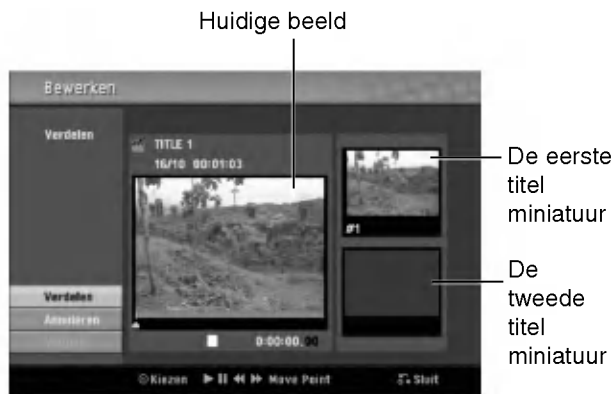 Huidige beeld
Bewerken
Verdelen
TITLE 1
16/10 00:01:03
#1
De eerste
titel
miniatuur
De
tweede
titel
miniatuur
Verdelen
Annuleren
0:00:00.00
Kiezen Move Point Sluit